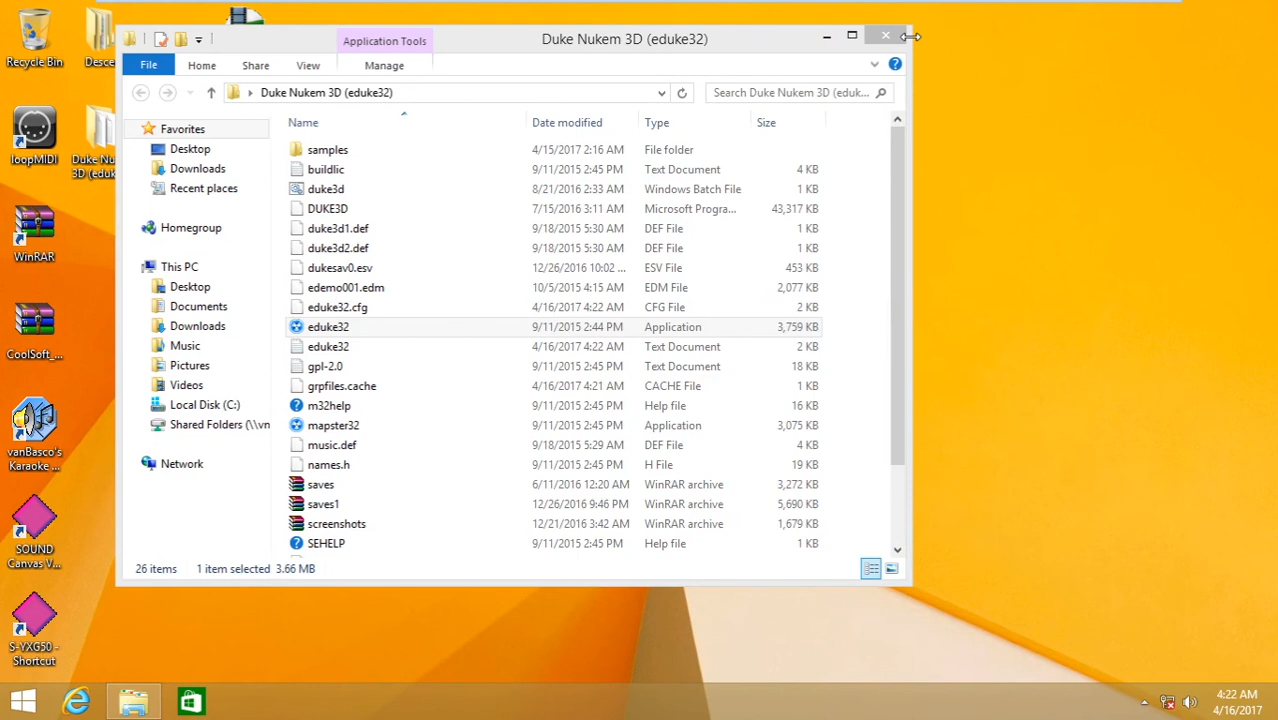 Duke Nukem 3D (eduke32)
Application Tools
File Home Share View Manage
Duke Nukem 3D (eduke32)
Search Duke Nukem 3D (eduk...
Name Date modified Type Size
Favorites
Desktop
Downloads
Recent places
Homegroup
This PC
Desktop
Documents
Downloads
Music
Pictures
Videos
Local Disk (C:)
Shared Folders (\\vn
Network
samples 4/15/2017 2:16 AM File folder
buildlic 9/11/2015 2:45 PM Text Document 4 KB
duke3d 8/21/2016 2:33 AM Windows Batch File 1 KB
DUKE3D 7/15/2016 3:11 AM Microsoft Progra... 43,317 KB
duke3d1.def 9/18/2015 5:30 AM DEF File 1 KB
duke3d2.def 9/18/2015 5:30 AM DEF File 1 KB
dukesav0.esv 12/26/2016 10:02 ... ESV File 453 KB
edemo001.edm 10/5/2015 4:15 AM EDM File 2,077 KB
eduke32.cfg 4/16/2017 4:22 AM CFG File 2 KB
eduke32 9/11/2015 2:44 PM Application 3,759 KB
eduke32 4/16/2017 4:22 AM Text Document 2 KB
gpl-2.0 9/11/2015 2:45 PM Text Document 18 KB
grpfiles.cache 4/16/2017 4:21 AM CACHE File 1 KB
m32help 9/11/2015 2:45 PM Help file 16 KB
mapster32 9/11/2015 2:45 PM Application 3,075 KB
music.def 9/18/2015 5:29 AM DEF File 4 KB
names.h 9/11/2015 2:45 PM H File 19 KB
saves 6/11/2016 12:20 AM WinRAR archive 3,272 KB
saves1 12/26/2016 9:46 PM WinRAR archive 5,690 KB
screenshots 12/21/2016 3:42 AM WinRAR archive 1,679 KB
SEHELP 9/11/2015 2:45 PM Help file 1 KB
26 items 1 item selected 3.66 MB
Recycle Bin
Desce
loopMIDI
Duke Nu
3D (eduk
WinRAR
CoolSoft_...
vanBasco's
Karaoke ...
SOUND
Canvas V...
S-YXG50 -
Shortcut
4:22 AM
4/16/2017